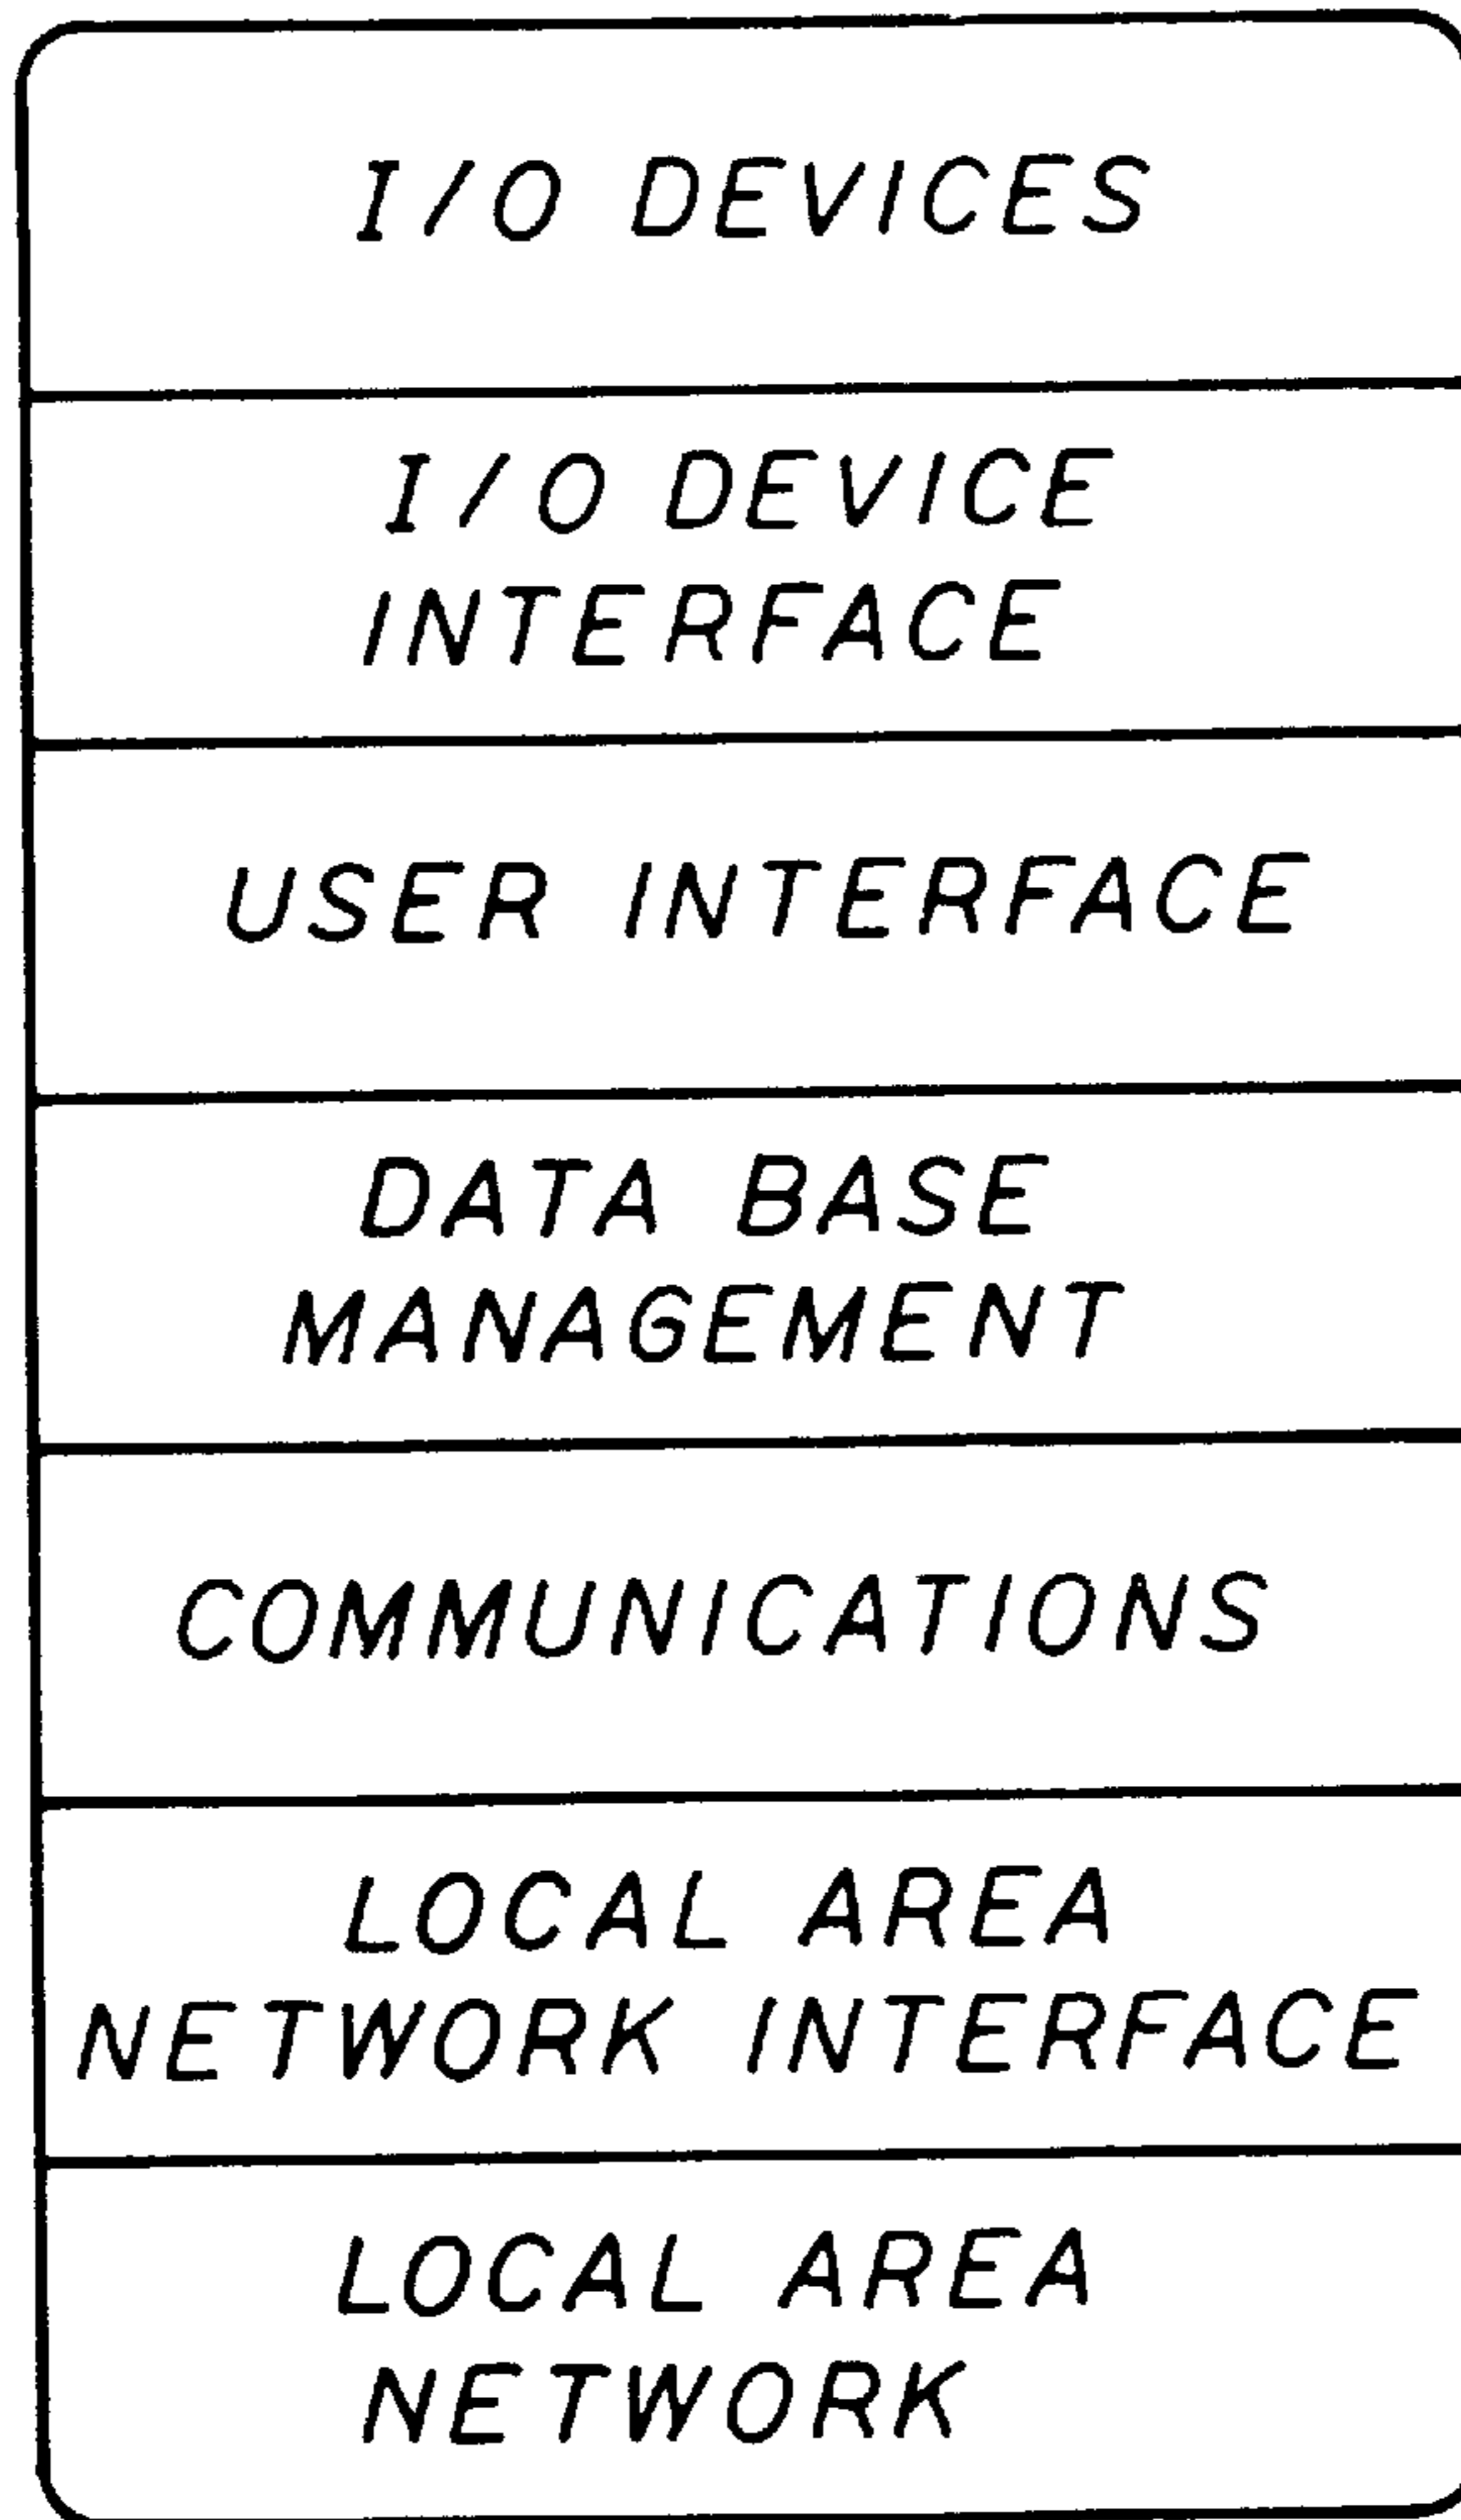 I/O DEVICES
I/O DEVICE
INTERFACE
USER INTERFACE
DATA BASE
MANAGEMENT
COMMUNICATIONS
LOCAL AREA
NETWORK INTERFACE
LOCAL AREA
NETWORK